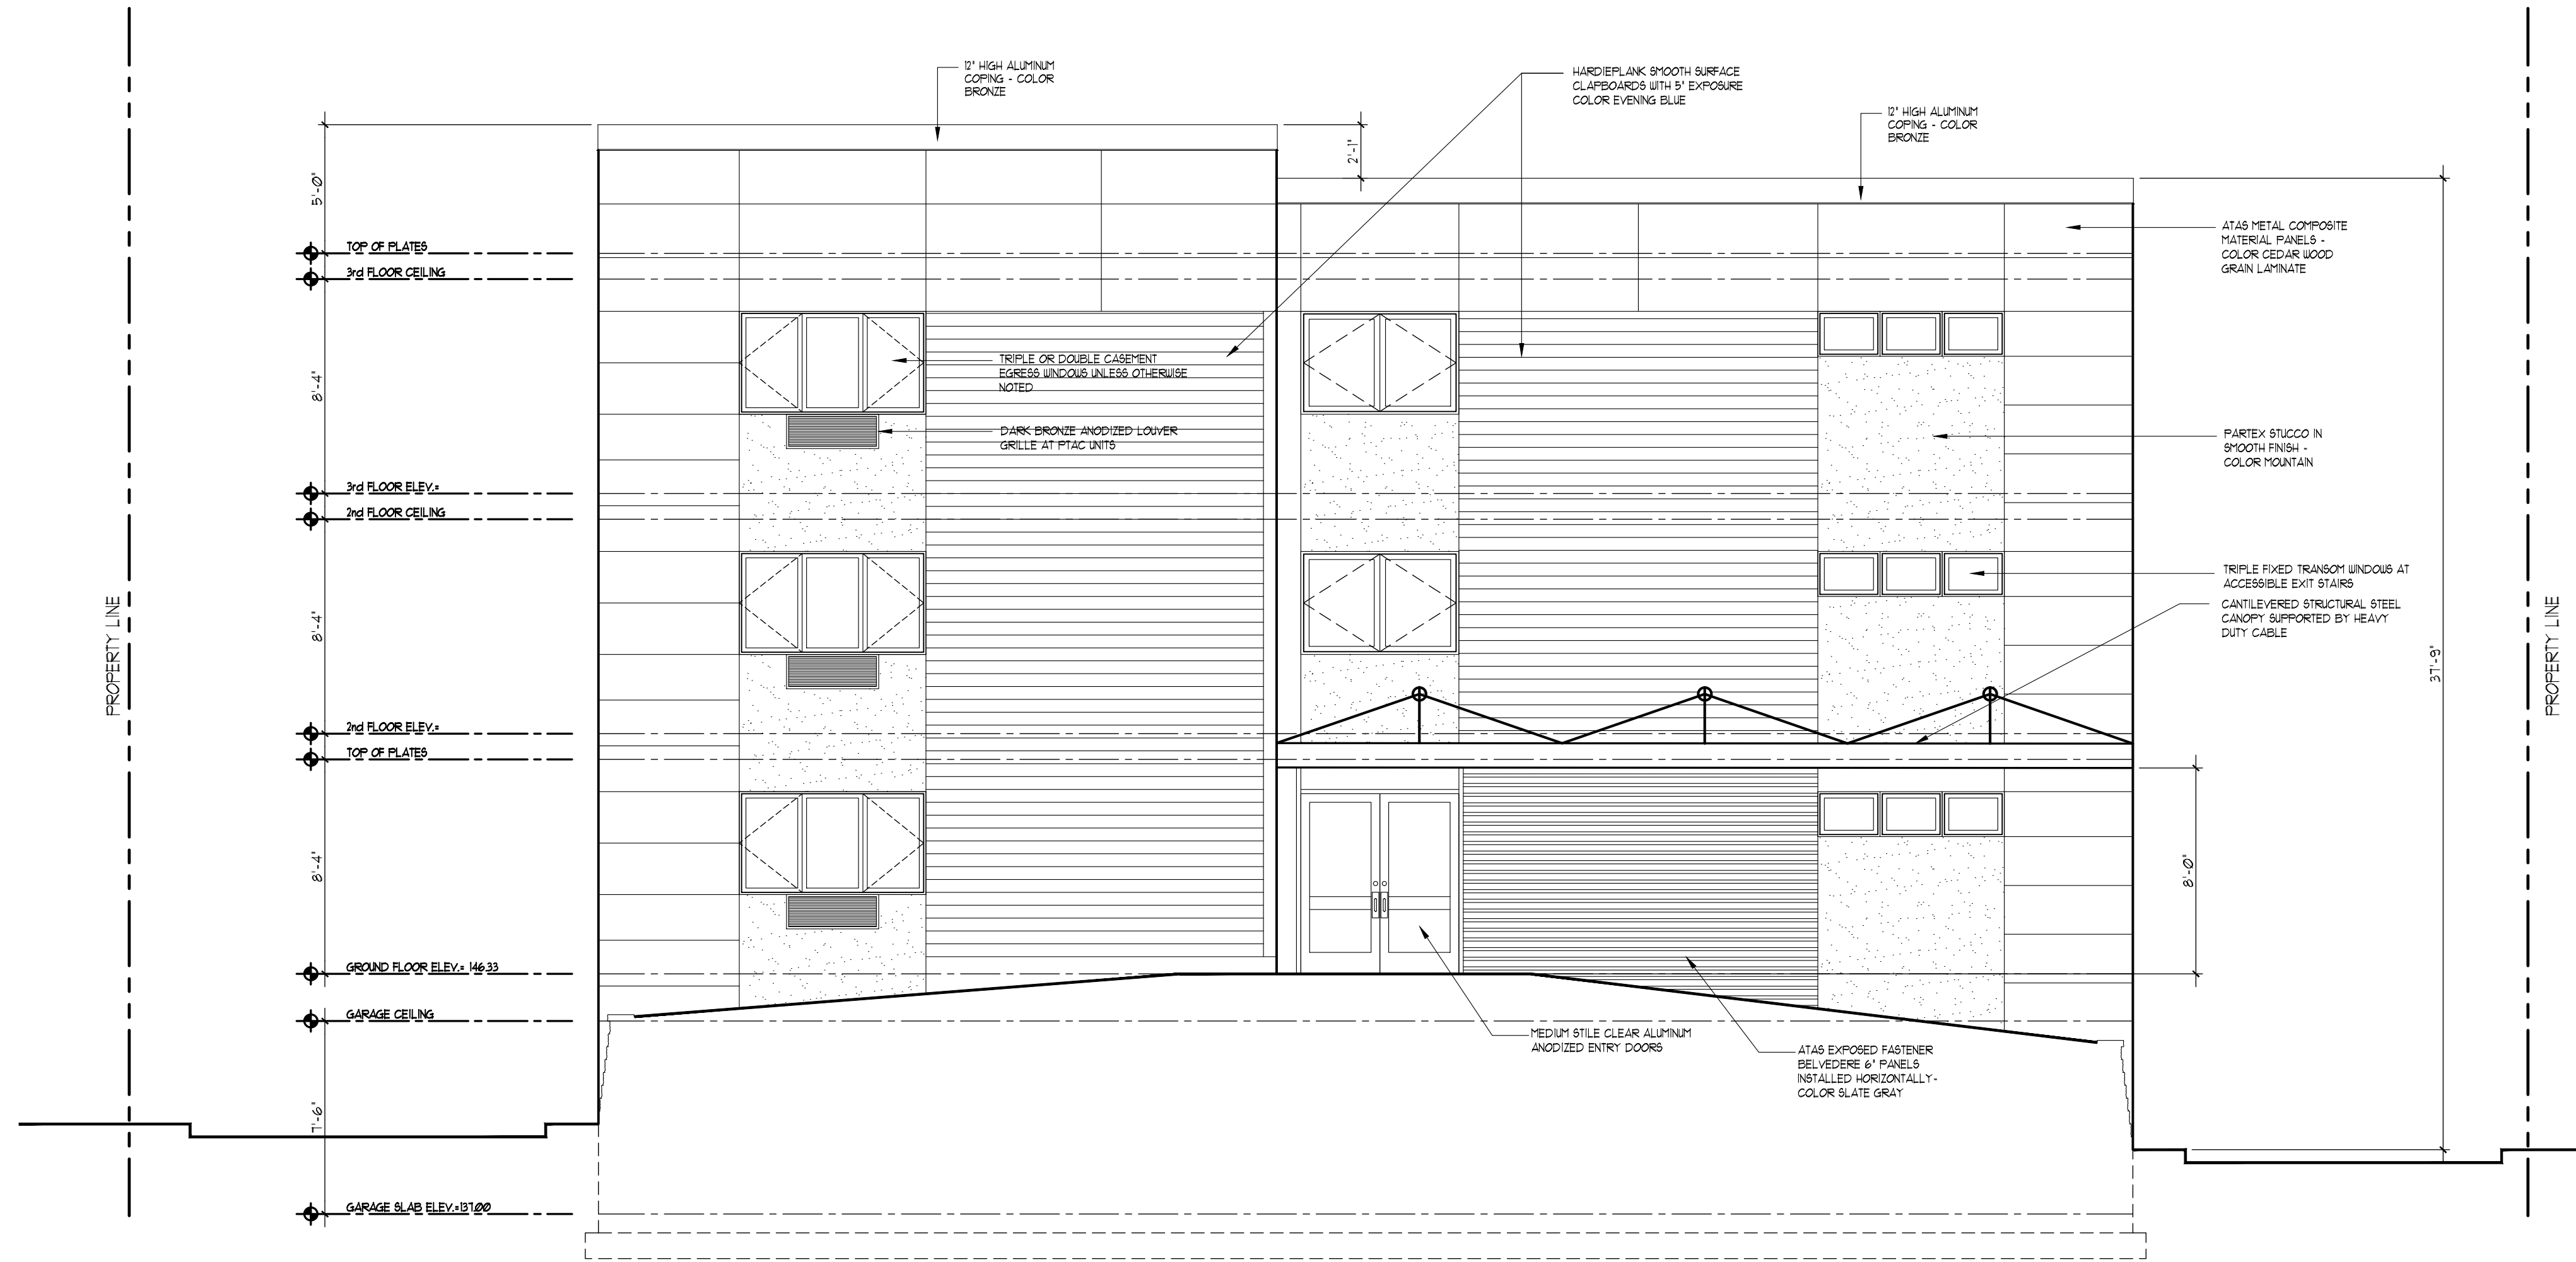 12" HIGH ALUMINUM
COPING - COLOR
BRONZE
HARDIEPLANK SMOOTH SURFACE
CLAPBOARDS WITH 5" EXPOSURE
COLOR EVENING BLUE
12" HIGH ALUMINUM
COPING - COLOR
BRONZE
2'-1"
5'-0"
ATAS METAL COMPOSITE
MATERIAL PANELS -
COLOR CEDAR WOOD
GRAIN LAMINATE
TOP OF PLATES
3rd FLOOR CEILING
TRIPLE OR DOUBLE CASEMENT
EGRESS WINDOWS UNLESS OTHERWISE
NOTED
8'-4"
DARK BRONZE ANODIZED LOUVER
GRILLE AT PTAC UNITS
PARTEX STUCCO IN
SMOOTH FINISH -
COLOR MOUNTAIN
3rd FLOOR ELEV.=
2nd FLOOR CEILING
TRIPLE FIXED TRANSOM WINDOWS AT
ACCESSIBLE EXIT STAIRS
CANTILEVERED STRUCTURAL STEEL
CANOPY SUPPORTED BY HEAVY
DUTY CABLE
8'-4"
PROPERTY LINE
37'-9"
PROPERTY LINE
2nd FLOOR ELEV.=
TOP OF PLATES
8'-4"
8'-0"
GROUND FLOOR ELEV.= 146.33
GARAGE CEILING
MEDIUM STILE CLEAR ALUMINUM
ANODIZED ENTRY DOORS
ATAS EXPOSED FASTENER
BELVEDERE 6" PANELS
INSTALLED HORIZONTALLY-
COLOR SLATE GRAY
7'-6"
GARAGE SLAB ELEV.=137.00